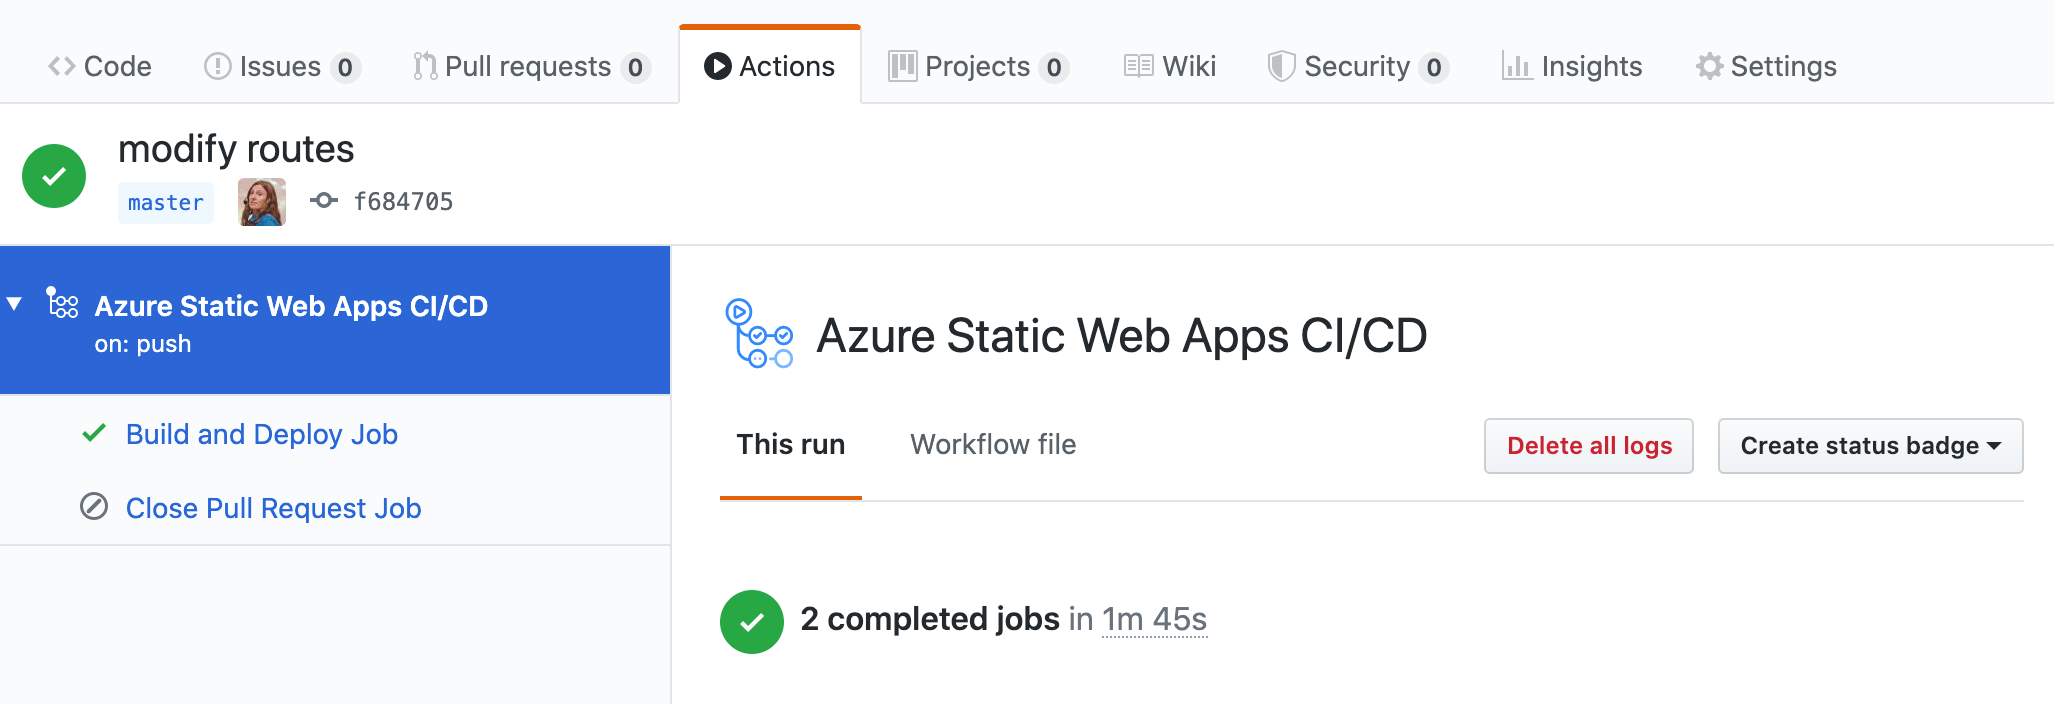 Code Issues 0 Pull requests 0 Actions Projects 0 Wiki Security 0 Insights Settings
modify routes
master f684705
Azure Static Web Apps CI/CD
on: push
Build and Deploy Job
Close Pull Request Job
Azure Static Web Apps CI/CD
This run Workflow file Delete all logs Create status badge
2 completed jobs in 1m 45s